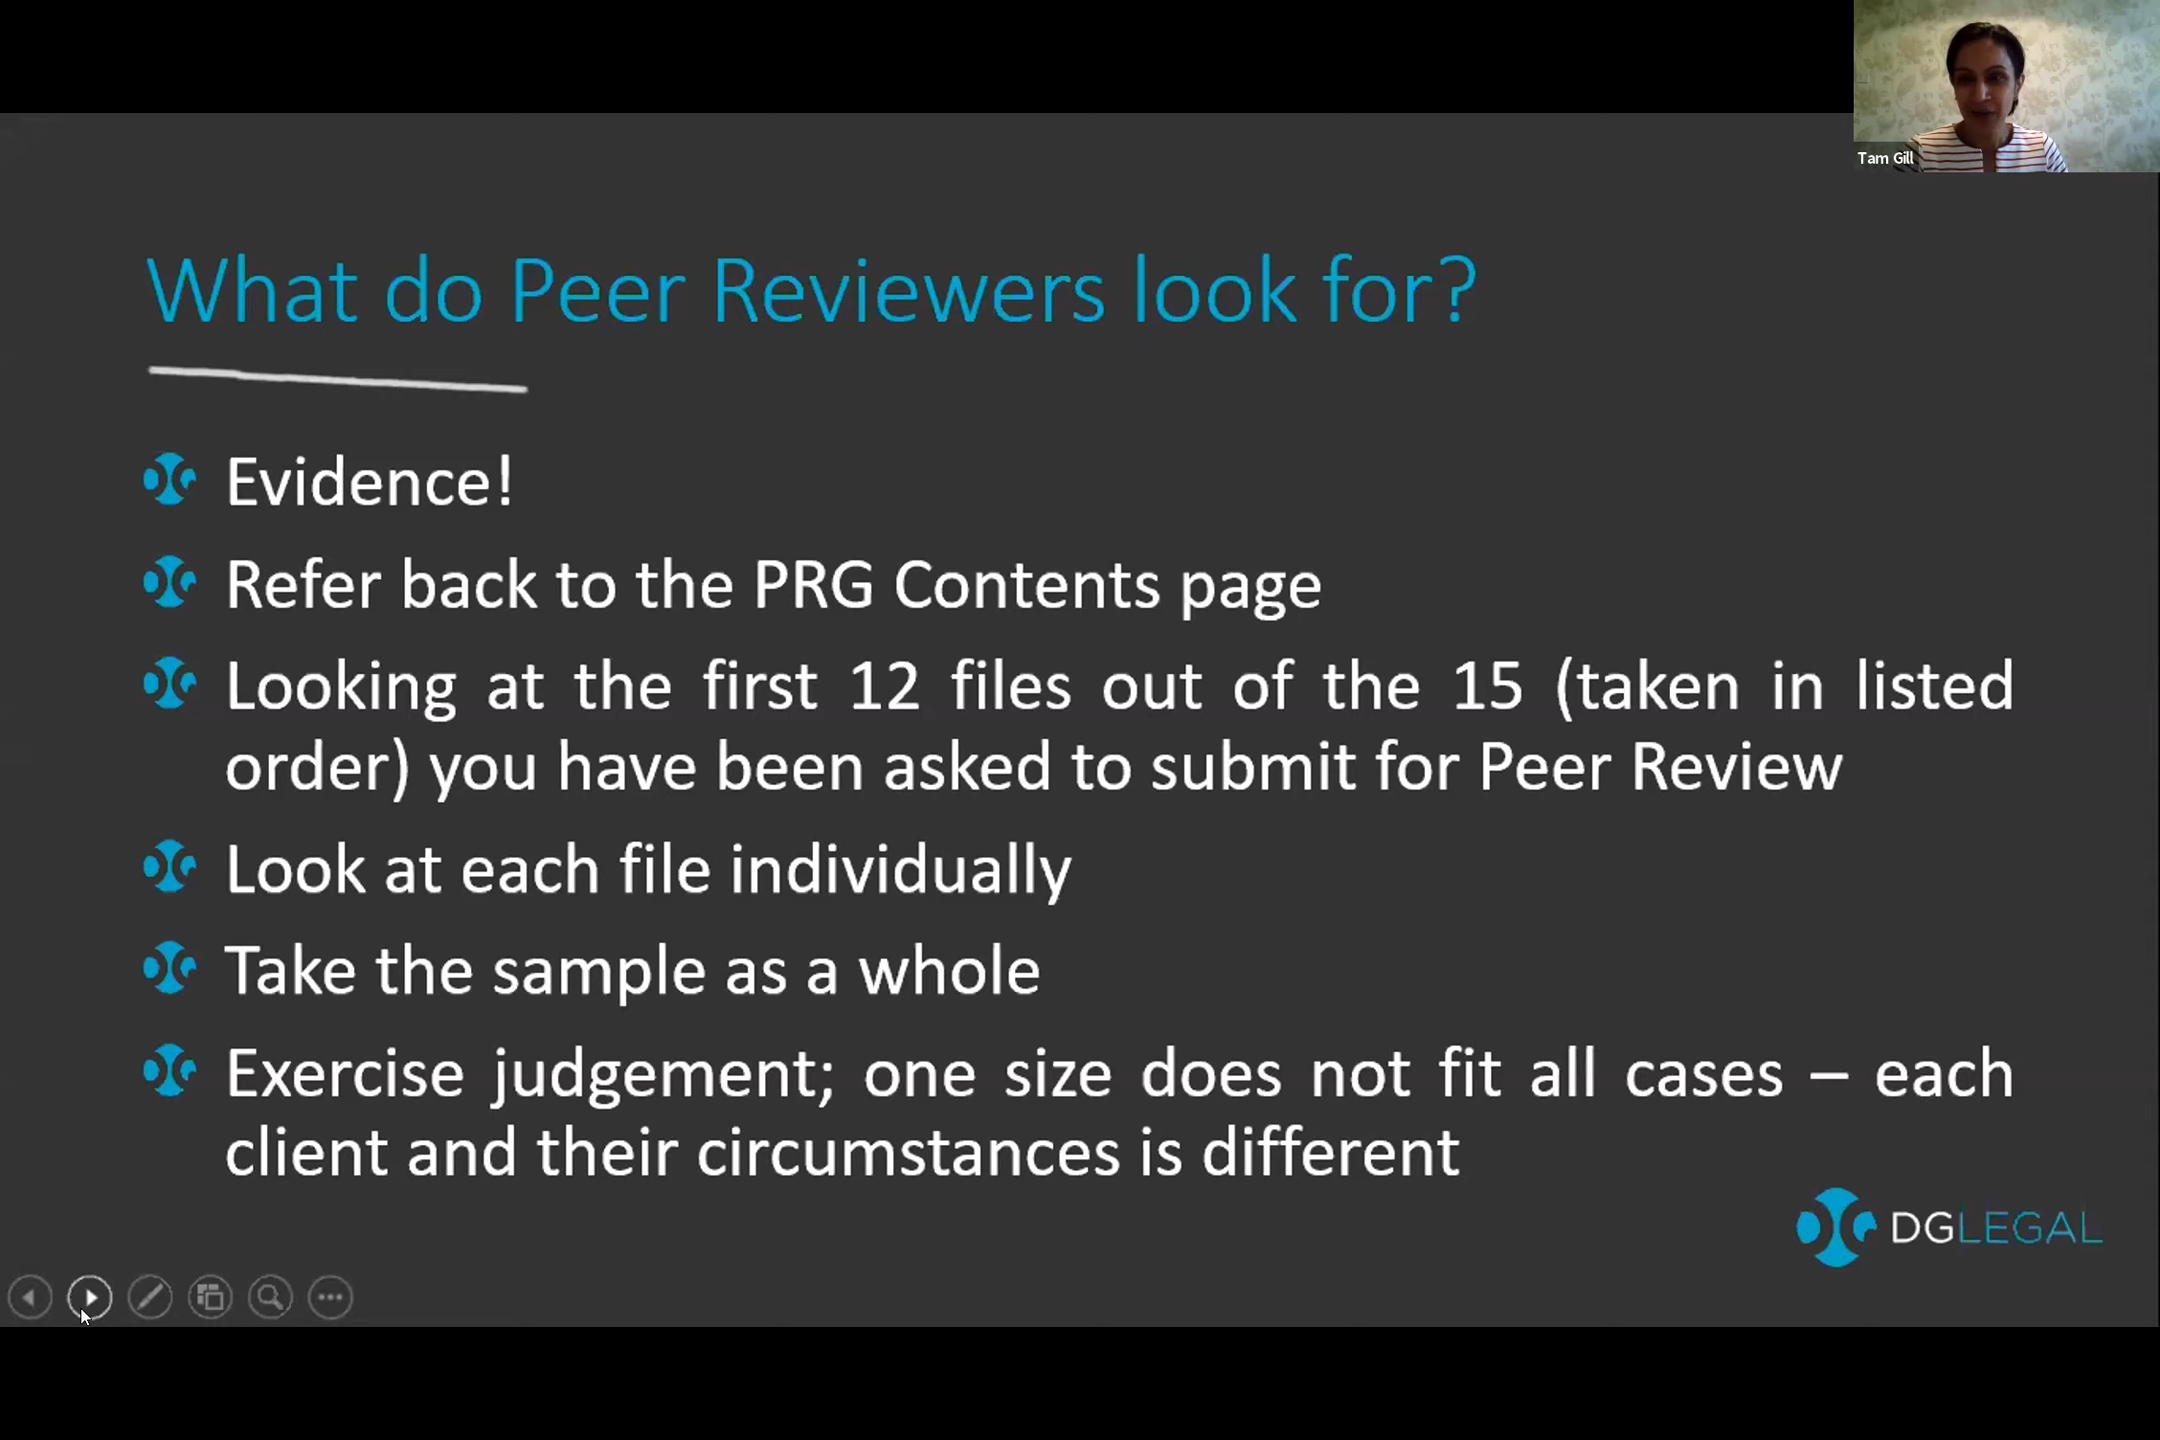 Tam Gill
What do Peer Reviewers look for?
Evidence!
Refer back to the PRG Contents page
Looking at the first 12 files out of the 15 (taken in listed
order) you have been asked to submit for Peer Review
Look at each file individually
Take the sample as a whole
Exercise judgement; one size does not fit all cases – each
client and their circumstances is different
DGLEGAL